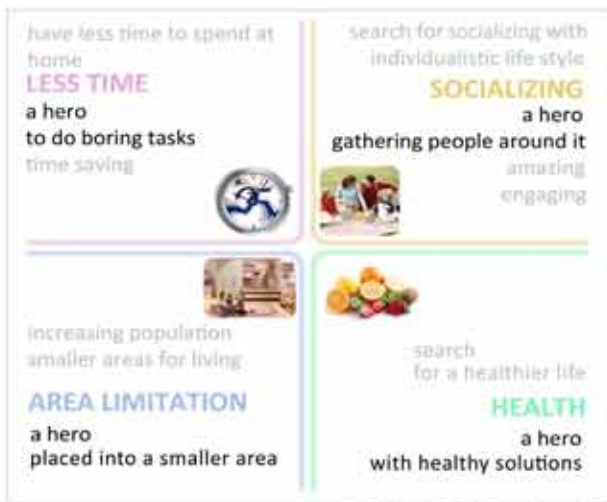 have less time to spend at
home
LESS TIME
a hero
to do boring tasks
time saving
search for socializing with
individualistic life style
SOCIALIZING
a hero
gathering people around it
amazing
engaging
increasing population
smaller areas for living
AREA LIMITATION
a hero
placed into a smaller area
search
for a healthier life
HEALTH
a hero
with healthy solutions